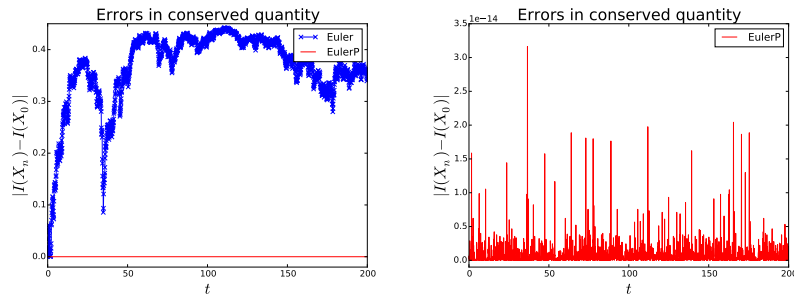 Errors in conserved quantity
|I(X_n)−I(X_0)|
0.4
0.3
0.2
0.1
0.0
Euler
EulerP
0 50 100 150 200
t
Errors in conserved quantity
1e−14
|I(X_n)−I(X_0)|
3.5
3.0
2.5
2.0
1.5
1.0
0.5
0.0
EulerP
0 50 100 150 200
t